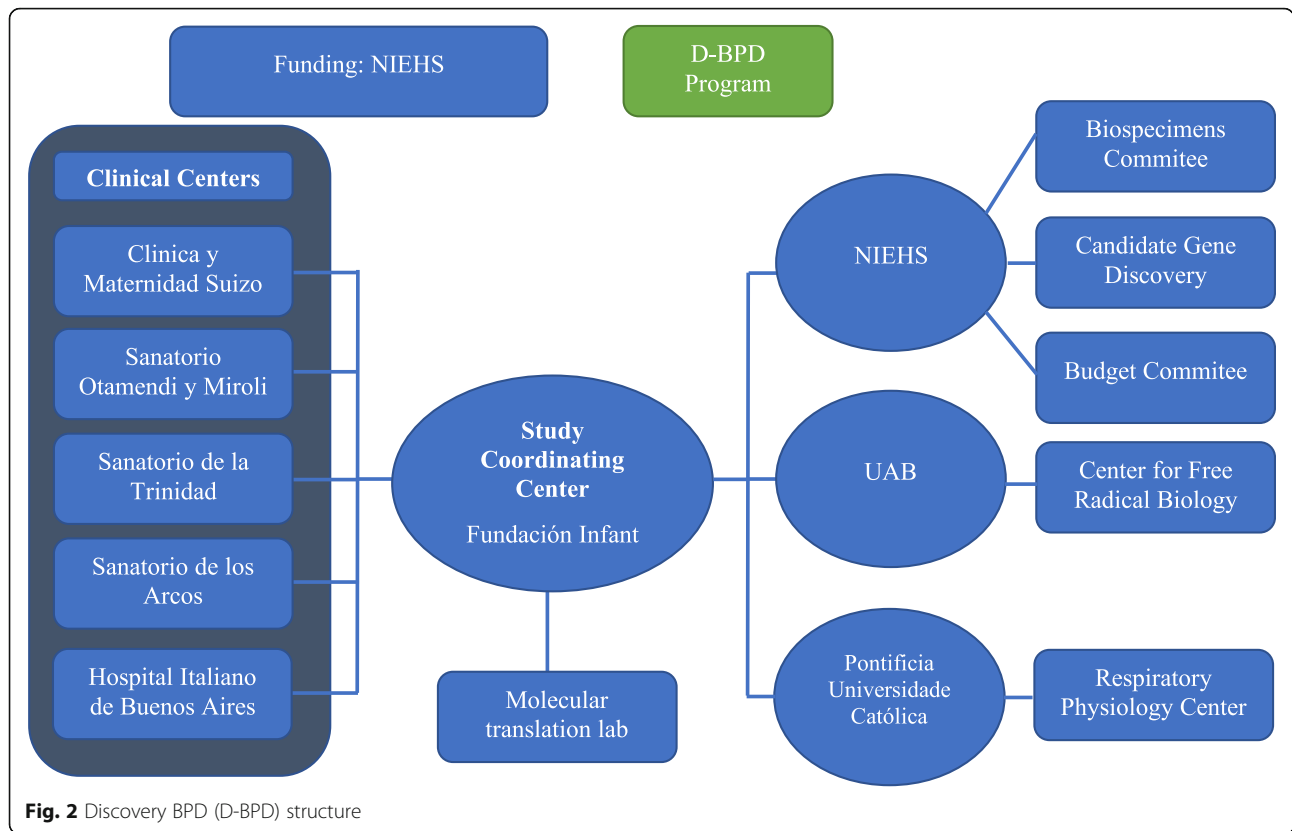 Funding: NIEHS
D-BPD
Program
Clinical Centers
Clinica y
Maternidad Suizo
Sanatorio
Otamendi y Miroli
Sanatorio de la
Trinidad
Sanatorio de los
Arcos
Hospital Italiano
de Buenos Aires
Study
Coordinating
Center
Fundación Infant
Molecular
translation lab
NIEHS
Biospecimens
Commitee
Candidate Gene
Discovery
Budget Commitee
UAB
Center for Free
Radical Biology
Pontificia
Universidade
Católica
Respiratory
Physiology Center
Fig. 2 Discovery BPD (D-BPD) structure